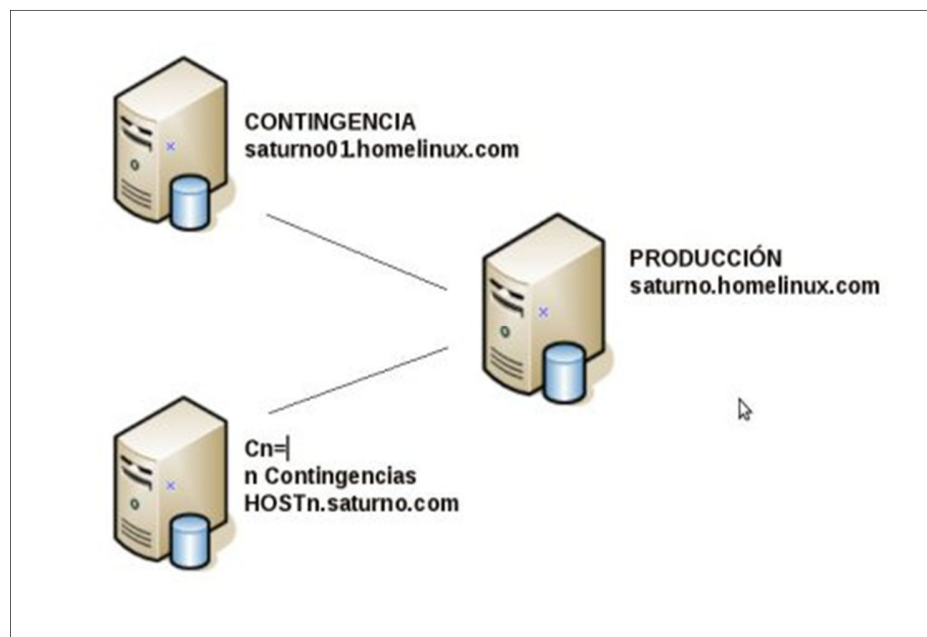 CONTINGENCIA
saturno01.homelinux.com
PRODUCCIÓN
saturno.homelinux.com
Cn=
n Contingencias
HOSTn.saturno.com